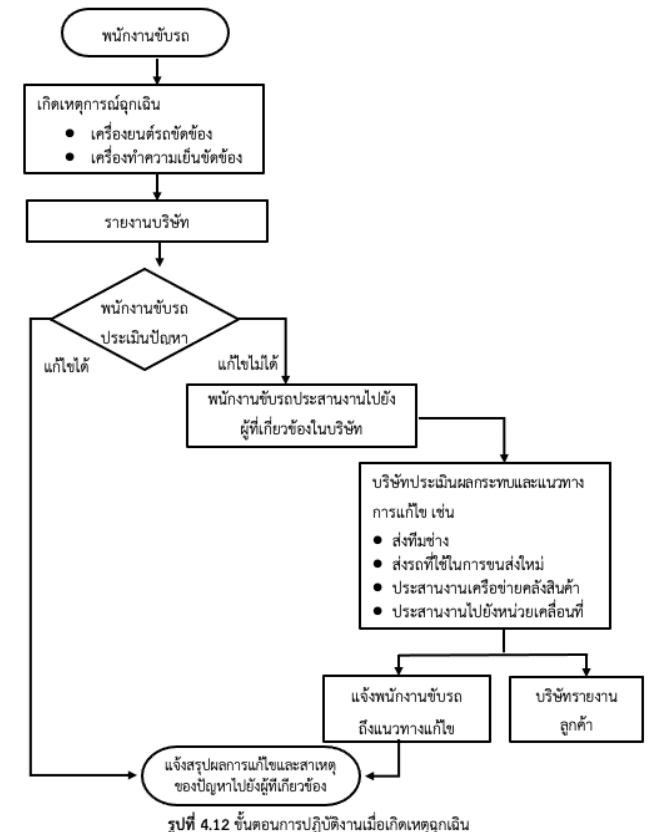 พนักงานขับรถ
เกิดเหตุการณ์ฉุกเฉิน
● เครื่องยนต์รถขัดข้อง
● เครื่องทำความเย็นขัดข้อง
รายงานบริษัท
พนักงานขับรถ
ประเมินปัญหา
แก้ไขได้
แก้ไขไม่ได้
พนักงานขับรถประสานงานไปยัง
ผู้ที่เกี่ยวข้องในบริษัท
บริษัทประเมินผลกระทบและแนวทาง
การแก้ไข เช่น
● ส่งทีมช่าง
● ส่งรถที่ใช้ในการขนส่งใหม่
● ประสานงานเครือข่ายคลังสินค้า
● ประสานงานไปยังหน่วยเคลื่อนที่
แจ้งพนักงานขับรถ
ถึงแนวทางแก้ไข
บริษัทรายงาน
ลูกค้า
แจ้งสรุปผลการแก้ไขและสาเหตุ
ของปัญหาไปยังผู้ที่เกี่ยวข้อง
รูปที่ 4.12 ขั้นตอนการปฏิบัติงานเมื่อเกิดเหตุฉุกเฉิน